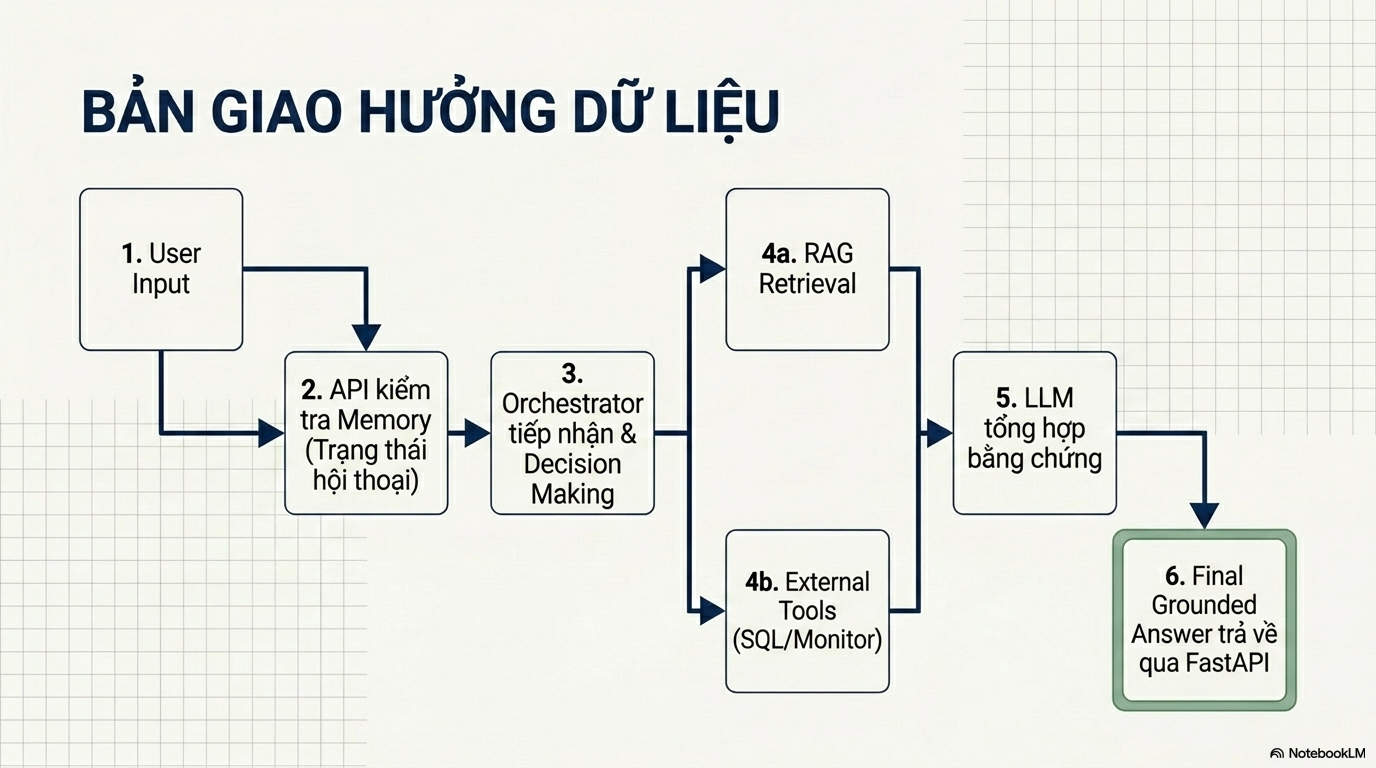 BẢN GIAO HƯỞNG DỮ LIỆU
1. User
Input
2. API kiểm
tra Memory
(Trạng thái
hội thoại)
3.
Orchestrator
tiếp nhận &
Decision
Making
4a. RAG
Retrieval
4b. External
Tools
(SQL/Monitor)
5. LLM
tổng hợp
bằng chứng
6. Final
Grounded
Answer trả về
qua FastAPI
NotebookLM